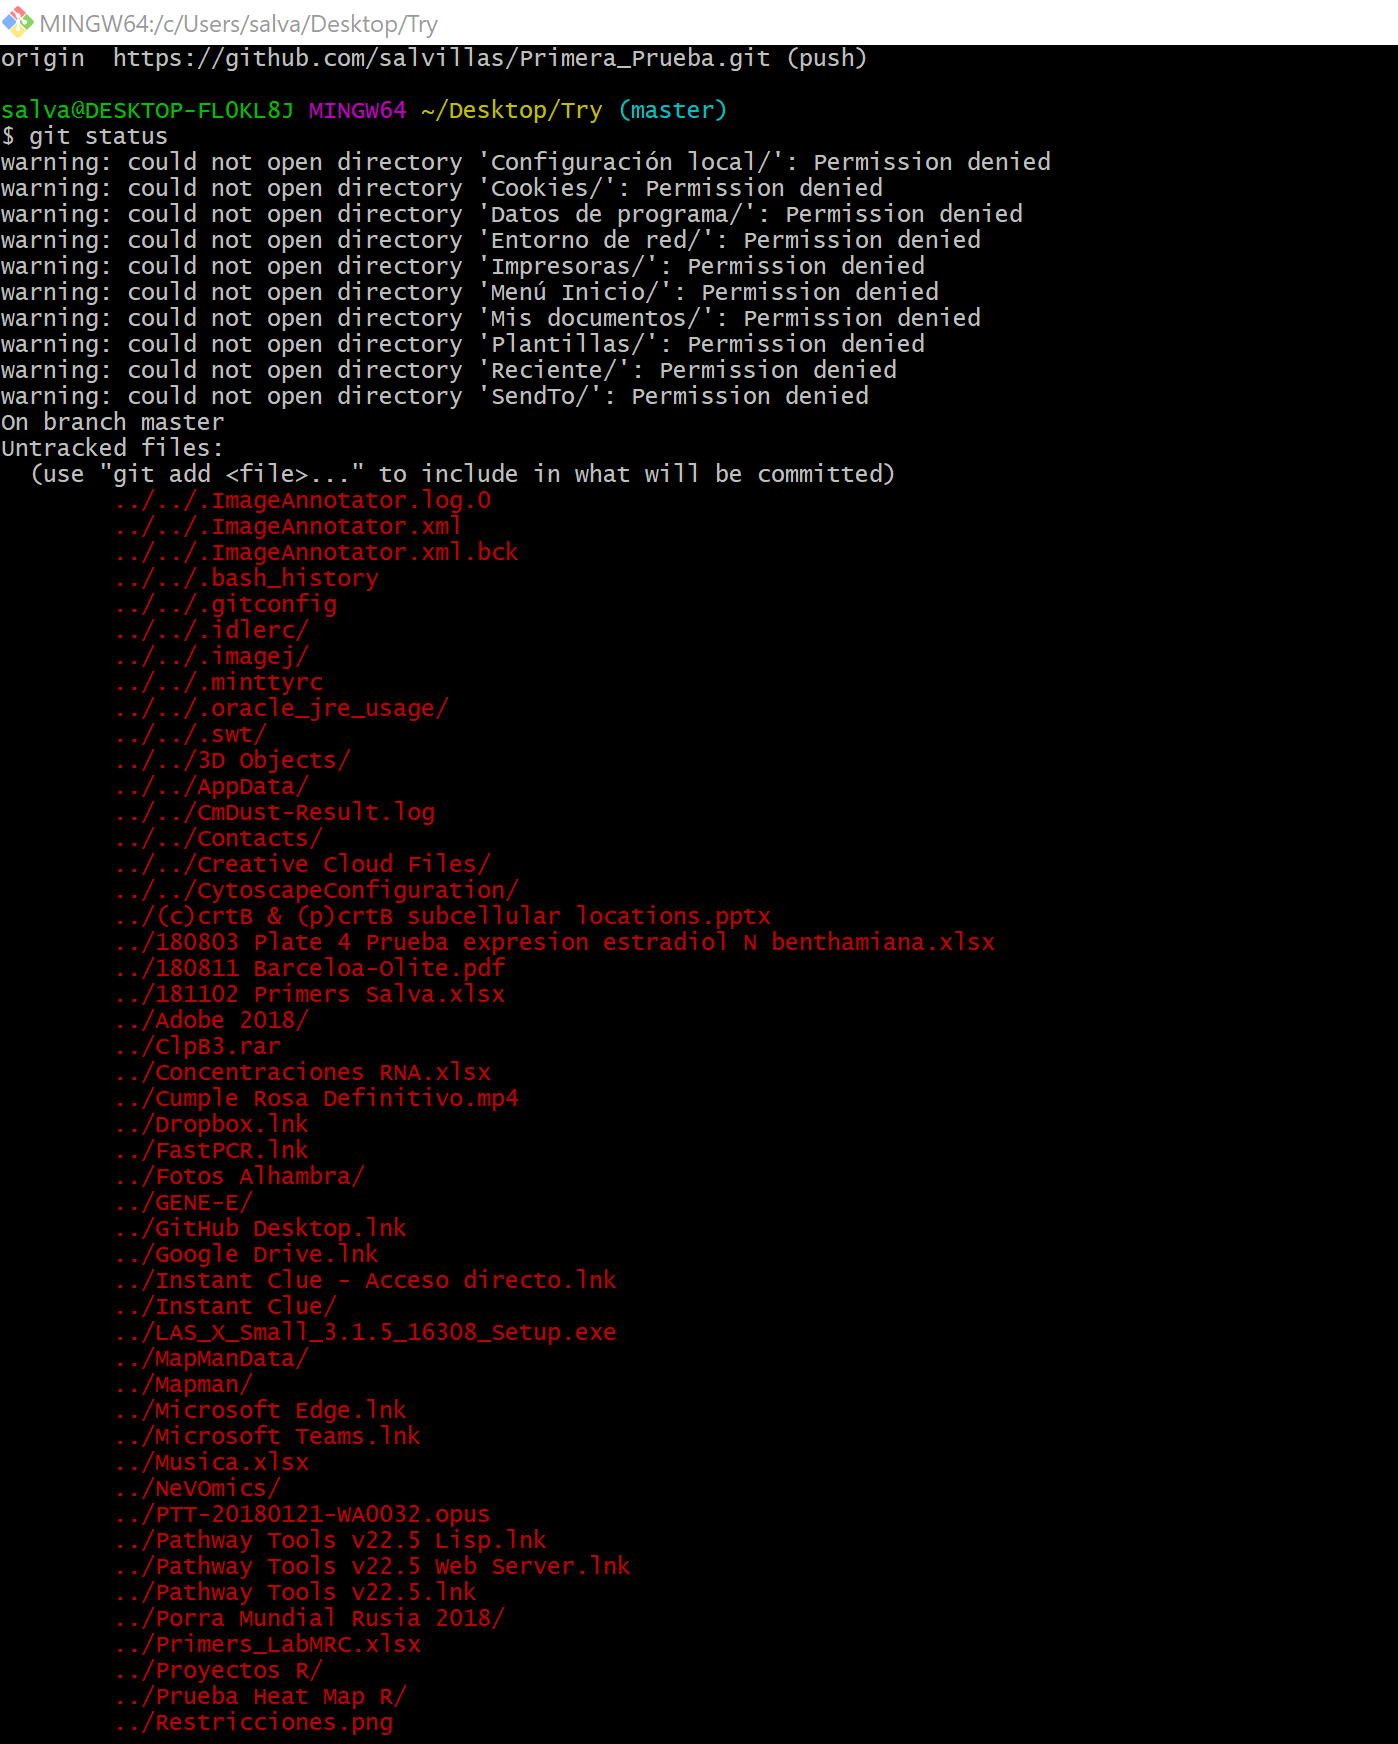 MINGW64:/c/Users/salva/Desktop/Try
origin  https://github.com/salvillas/Primera_Prueba.git (push)
salva@DESKTOP-FL0KL8J MINGW64 ~/Desktop/Try (master)
$ git status
warning: could not open directory 'Configuración local/': Permission denied
warning: could not open directory 'Cookies/': Permission denied
warning: could not open directory 'Datos de programa/': Permission denied
warning: could not open directory 'Entorno de red/': Permission denied
warning: could not open directory 'Impresoras/': Permission denied
warning: could not open directory 'Menú Inicio/': Permission denied
warning: could not open directory 'Mis documentos/': Permission denied
warning: could not open directory 'Plantillas/': Permission denied
warning: could not open directory 'Reciente/': Permission denied
warning: could not open directory 'SendTo/': Permission denied
On branch master
Untracked files:
  (use "git add <file>..." to include in what will be committed)
../../.ImageAnnotator.log.0
../../.ImageAnnotator.xml
../../.ImageAnnotator.xml.bck
../../.bash_history
../../.gitconfig
../../.idlerc/
../../.imagej/
../../.minttyrc
../../.oracle_jre_usage/
../../.swt/
../../3D Objects/
../../AppData/
../../CmDust-Result.log
../../Contacts/
../../Creative Cloud Files/
../../CytoscapeConfiguration/
../(c)crtB & (p)crtB subcellular locations.pptx
../180803 Plate 4 Prueba expresion estradiol N benthamiana.xlsx
../180811 Barceloa-Olite.pdf
../181102 Primers Salva.xlsx
../Adobe 2018/
../ClpB3.rar
../Concentraciones RNA.xlsx
../Cumple Rosa Definitivo.mp4
../Dropbox.lnk
../FastPCR.lnk
../Fotos Alhambra/
../GENE-E/
../GitHub Desktop.lnk
../Google Drive.lnk
../Instant Clue - Acceso directo.lnk
../Instant Clue/
../LAS_X_Small_3.1.5_16308_Setup.exe
../MapManData/
../Mapman/
../Microsoft Edge.lnk
../Microsoft Teams.lnk
../Musica.xlsx
../NeVOmics/
../PTT-20180121-WA0032.opus
../Pathway Tools v22.5 Lisp.lnk
../Pathway Tools v22.5 Web Server.lnk
../Pathway Tools v22.5.lnk
../Porra Mundial Rusia 2018/
../Primers_LabMRC.xlsx
../Proyectos R/
../Prueba Heat Map R/
../Restricciones.png